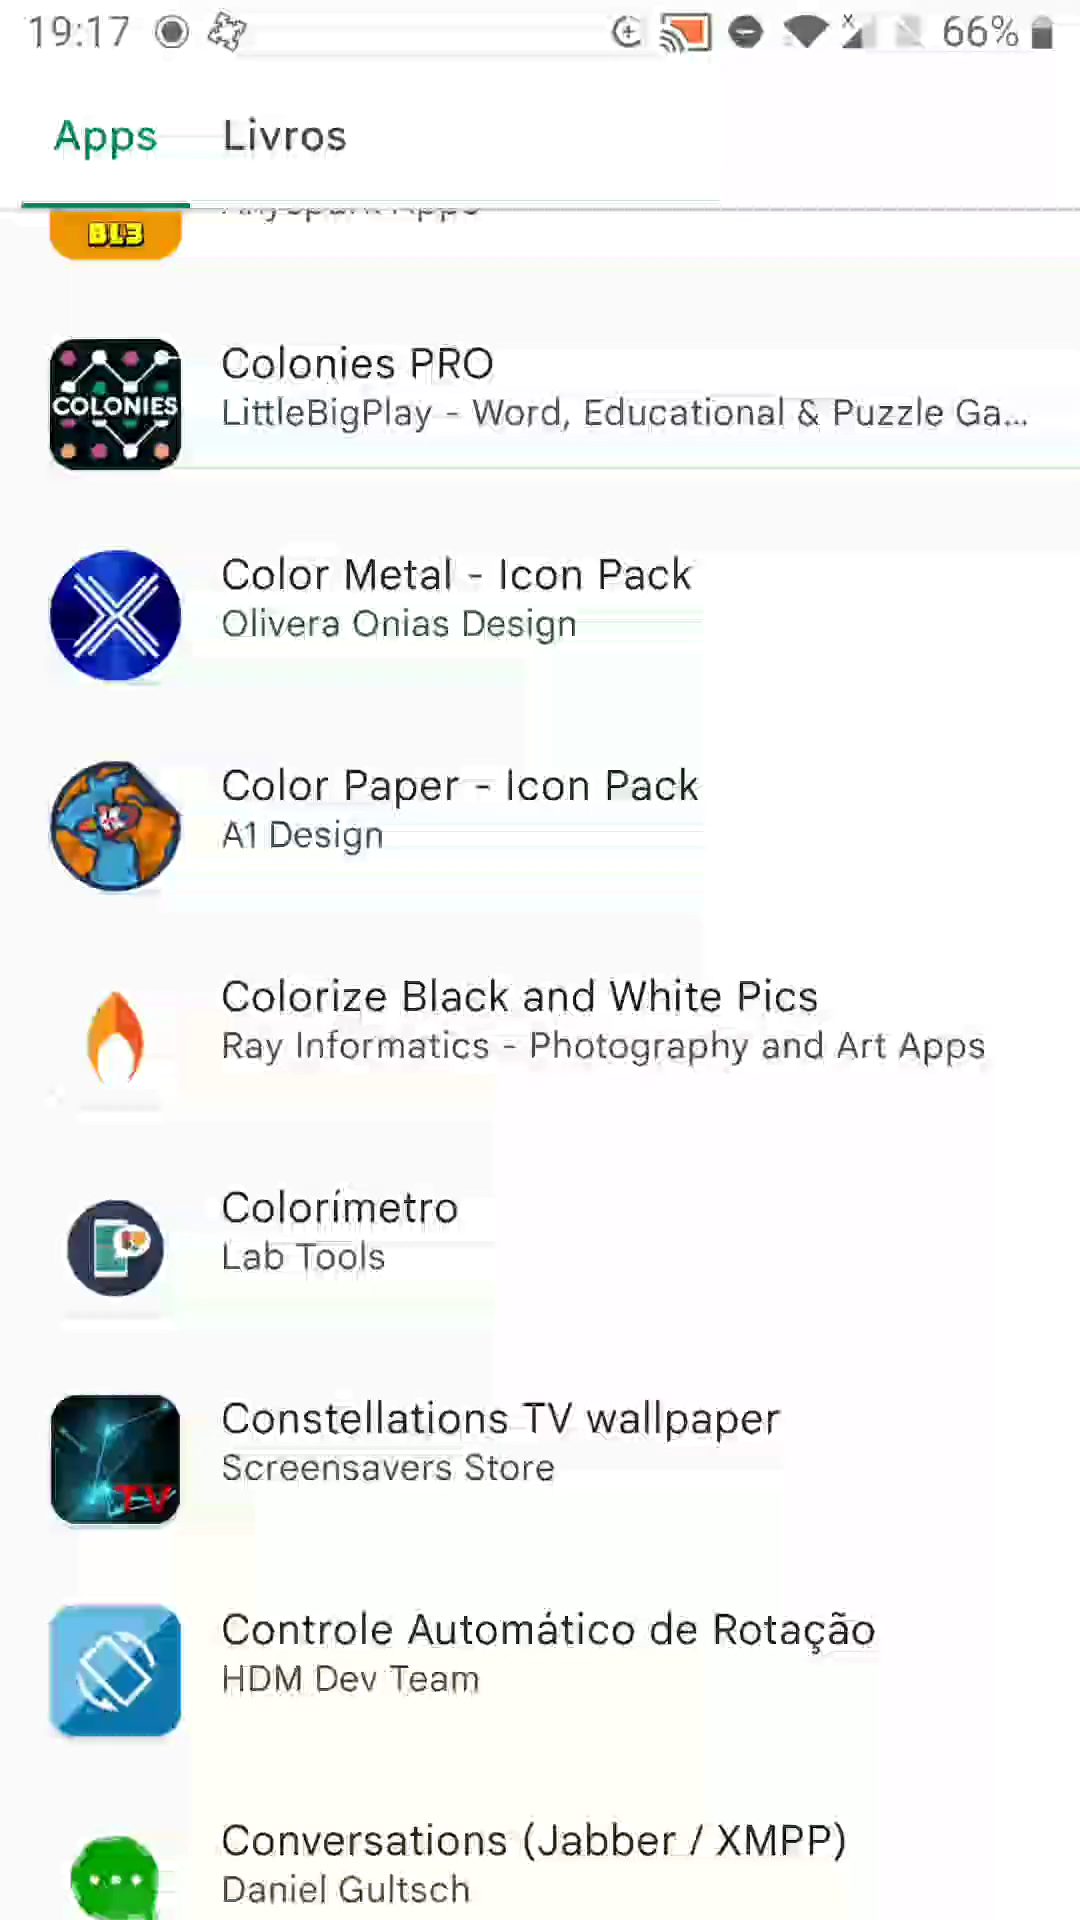 19:17
66%
Apps Livros
BL3
Colonies PRO
LittleBigPlay - Word, Educational & Puzzle Ga...
COLONIES
Color Metal - Icon Pack
Olivera Onias Design
Color Paper - Icon Pack
A1 Design
Colorize Black and White Pics
Ray Informatics - Photography and Art Apps
Colorímetro
Lab Tools
Constellations TV wallpaper
Screensavers Store
TV
Controle Automático de Rotação
HDM Dev Team
Conversations (Jabber / XMPP)
Daniel Gultsch